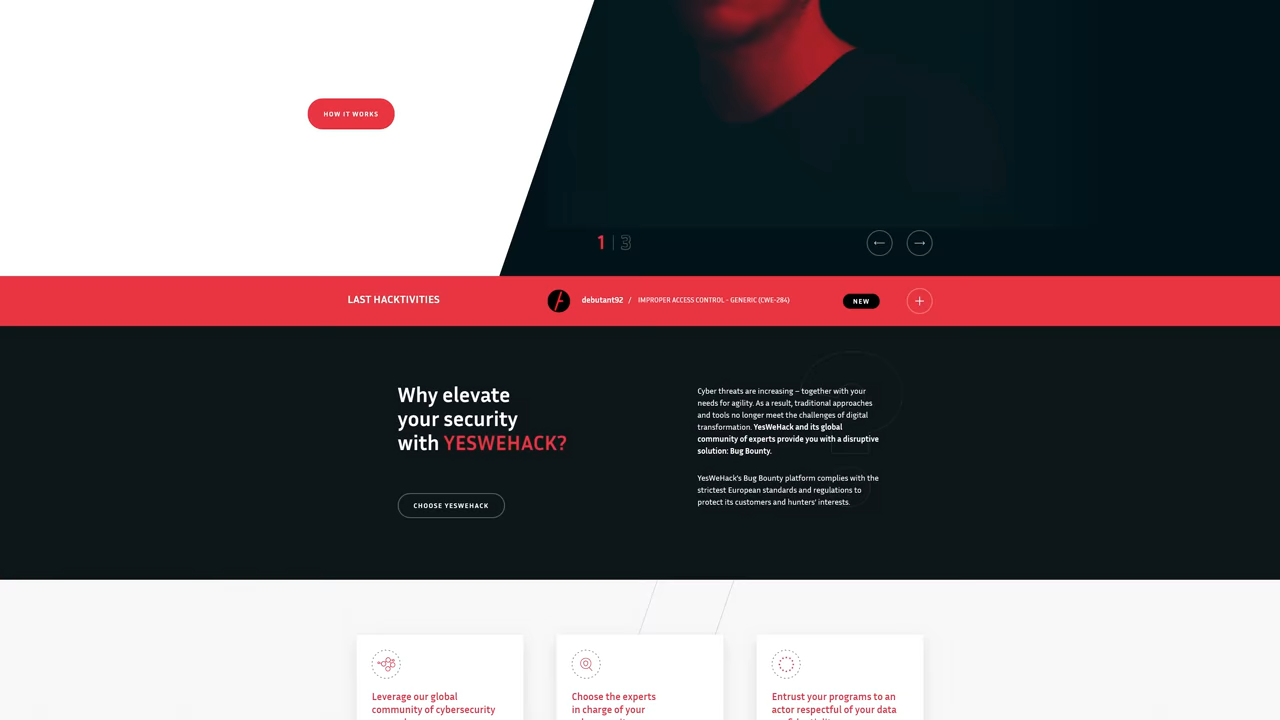 HOW IT WORKS
1 | 3
LAST HACKTIVITIES
debutant92 / IMPROPER ACCESS CONTROL - GENERIC (CWE-284)
NEW
Why elevate
your security
with YESWEHACK?
CHOOSE YESWEHACK
Cyber threats are increasing – together with your
needs for agility. As a result, traditional approaches
and tools no longer meet the challenges of digital
transformation. YesWeHack and its global
community of experts provide you with a disruptive
solution: Bug Bounty.
YesWeHack's Bug Bounty platform complies with the
strictest European standards and regulations to
protect its customers and hunters' interests.
Leverage our global
community of cybersecurity
Choose the experts
in charge of your
Entrust your programs to an
actor respectful of your data